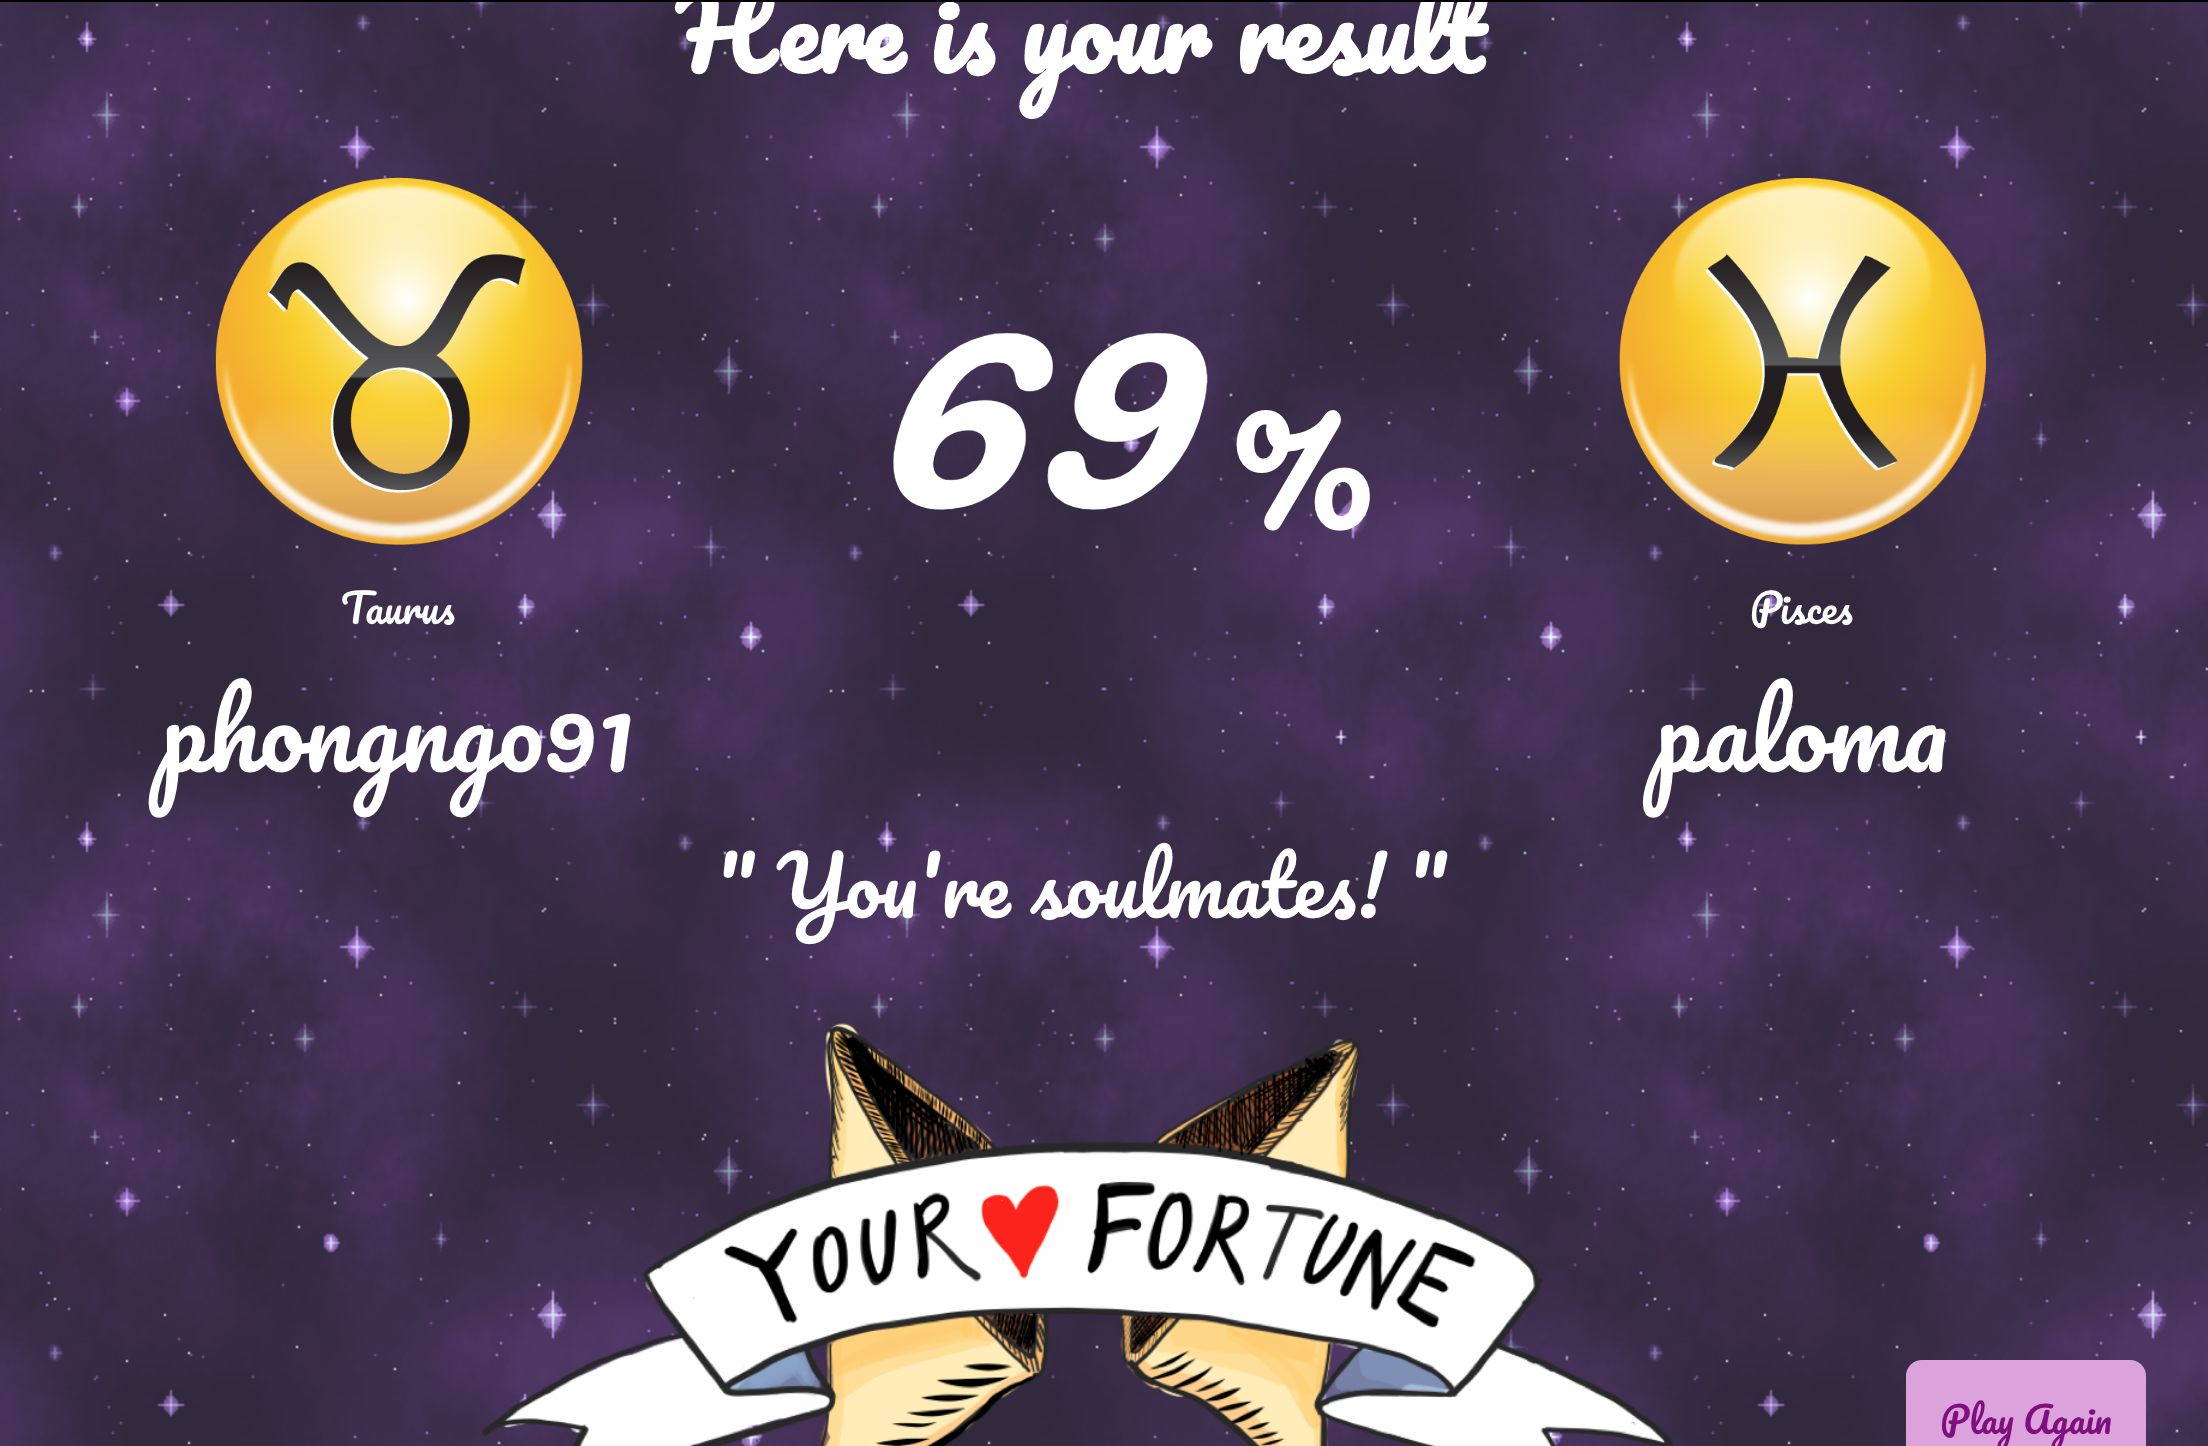 Here is your result
69 %
Taurus
Pisces
phongngo91
paloma
" You're soulmates! "
YOUR ♥ FORTUNE
Play Again